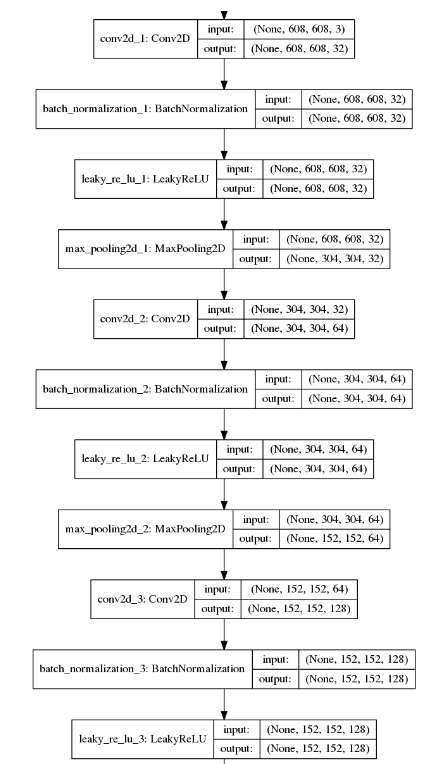 conv2d_1: Conv2D input: (None, 608, 608, 3)
output: (None, 608, 608, 32)
batch_normalization_1: BatchNormalization input: (None, 608, 608, 32)
output: (None, 608, 608, 32)
leaky_re_lu_1: LeakyReLU input: (None, 608, 608, 32)
output: (None, 608, 608, 32)
max_pooling2d_1: MaxPooling2D input: (None, 608, 608, 32)
output: (None, 304, 304, 32)
conv2d_2: Conv2D input: (None, 304, 304, 32)
output: (None, 304, 304, 64)
batch_normalization_2: BatchNormalization input: (None, 304, 304, 64)
output: (None, 304, 304, 64)
leaky_re_lu_2: LeakyReLU input: (None, 304, 304, 64)
output: (None, 304, 304, 64)
max_pooling2d_2: MaxPooling2D input: (None, 304, 304, 64)
output: (None, 152, 152, 64)
conv2d_3: Conv2D input: (None, 152, 152, 64)
output: (None, 152, 152, 128)
batch_normalization_3: BatchNormalization input: (None, 152, 152, 128)
output: (None, 152, 152, 128)
leaky_re_lu_3: LeakyReLU input: (None, 152, 152, 128)
output: (None, 152, 152, 128)